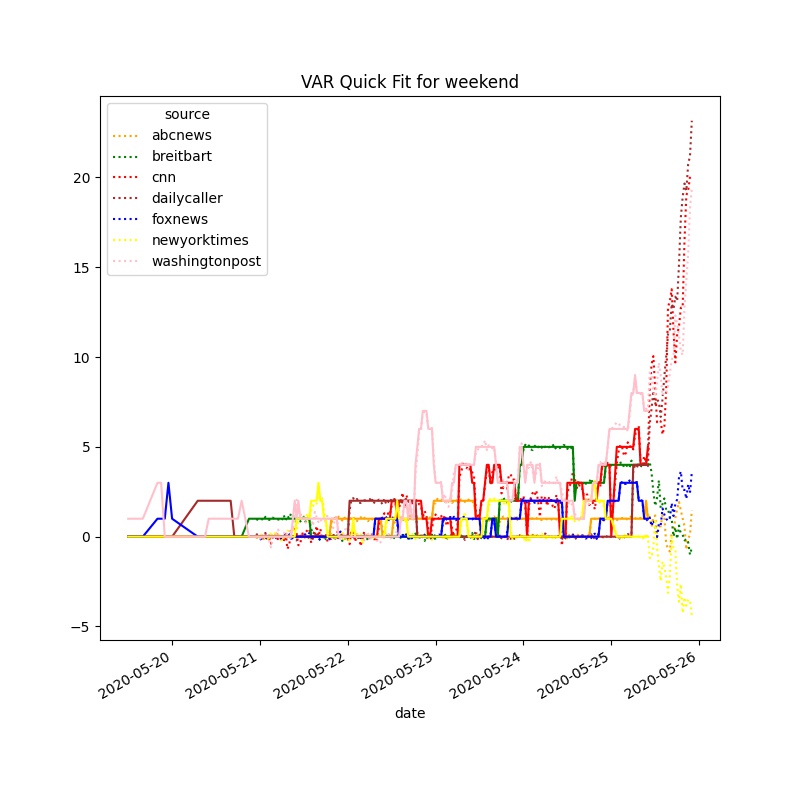 VAR Quick Fit for weekend
source
abcnews
breitbart
cnn
dailycaller
foxnews
newyorktimes
washingtonpost
20
15
10
5
0
−5
2020-05-20
2020-05-21
2020-05-22
2020-05-23
2020-05-24
2020-05-25
2020-05-26
date